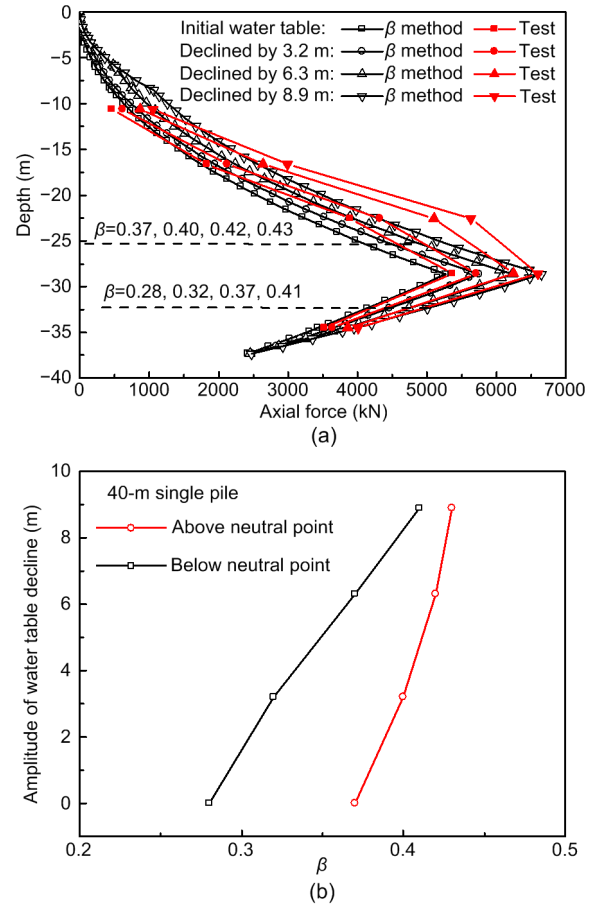 Initial water table: β method Test
Declined by 3.2 m: β method Test
Declined by 6.3 m: β method Test
Declined by 8.9 m: β method Test
0
−5
−10
−15
−20
−25
−30
−35
−40
Depth (m)
β=0.37, 0.40, 0.42, 0.43
β=0.28, 0.32, 0.37, 0.41
0 1000 2000 3000 4000 5000 6000 7000
Axial force (kN)
(a)
10
8
6
4
2
0
Amplitude of water table decline (m)
40-m single pile
Above neutral point
Below neutral point
0.2 0.3 0.4 0.5
β
(b)